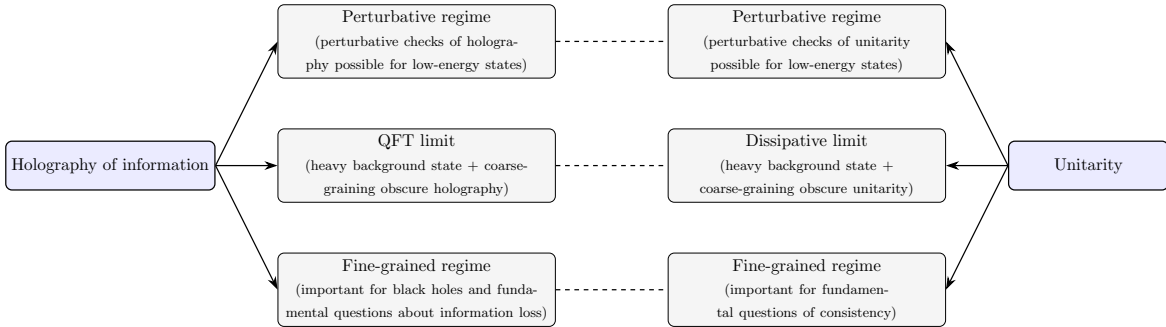 Perturbative regime
(perturbative checks of hologra-
phy possible for low-energy states)
Perturbative regime
(perturbative checks of unitarity
possible for low-energy states)
Holography of information
QFT limit
(heavy background state + coarse-
graining obscure holography)
Dissipative limit
(heavy background state +
coarse-graining obscure unitarity)
Unitarity
Fine-grained regime
(important for black holes and funda-
mental questions about information loss)
Fine-grained regime
(important for fundamen-
tal questions of consistency)